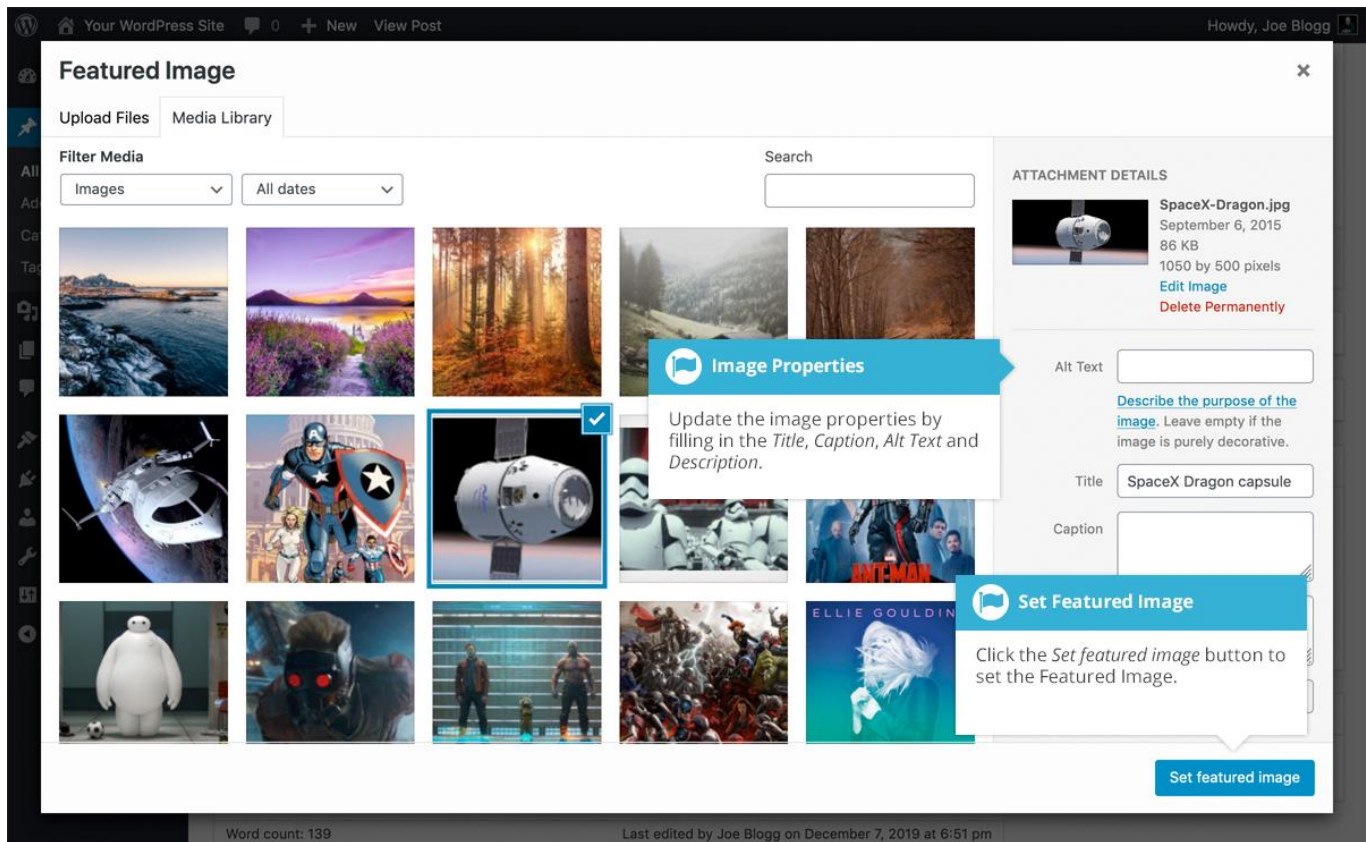 Your WordPress Site 0 + New View Post Howdy, Joe Blogg
Featured Image ×
Upload Files Media Library
Filter Media
Images All dates
Search
All
Add
Cat
Tag
ATTACHMENT DETAILS
SpaceX-Dragon.jpg
September 6, 2015
86 KB
1050 by 500 pixels
Edit Image
Delete Permanently
Image Properties
Update the image properties by
filling in the Title, Caption, Alt Text and
Description.
Alt Text
Describe the purpose of the
image. Leave empty if the
image is purely decorative.
Title SpaceX Dragon capsule
Caption
ANT-MAN
ELLIE GOULDIN
Set Featured Image
Click the Set featured image button to
set the Featured Image.
Set featured image
Word count: 139 Last edited by Joe Blogg on December 7, 2019 at 6:51 pm